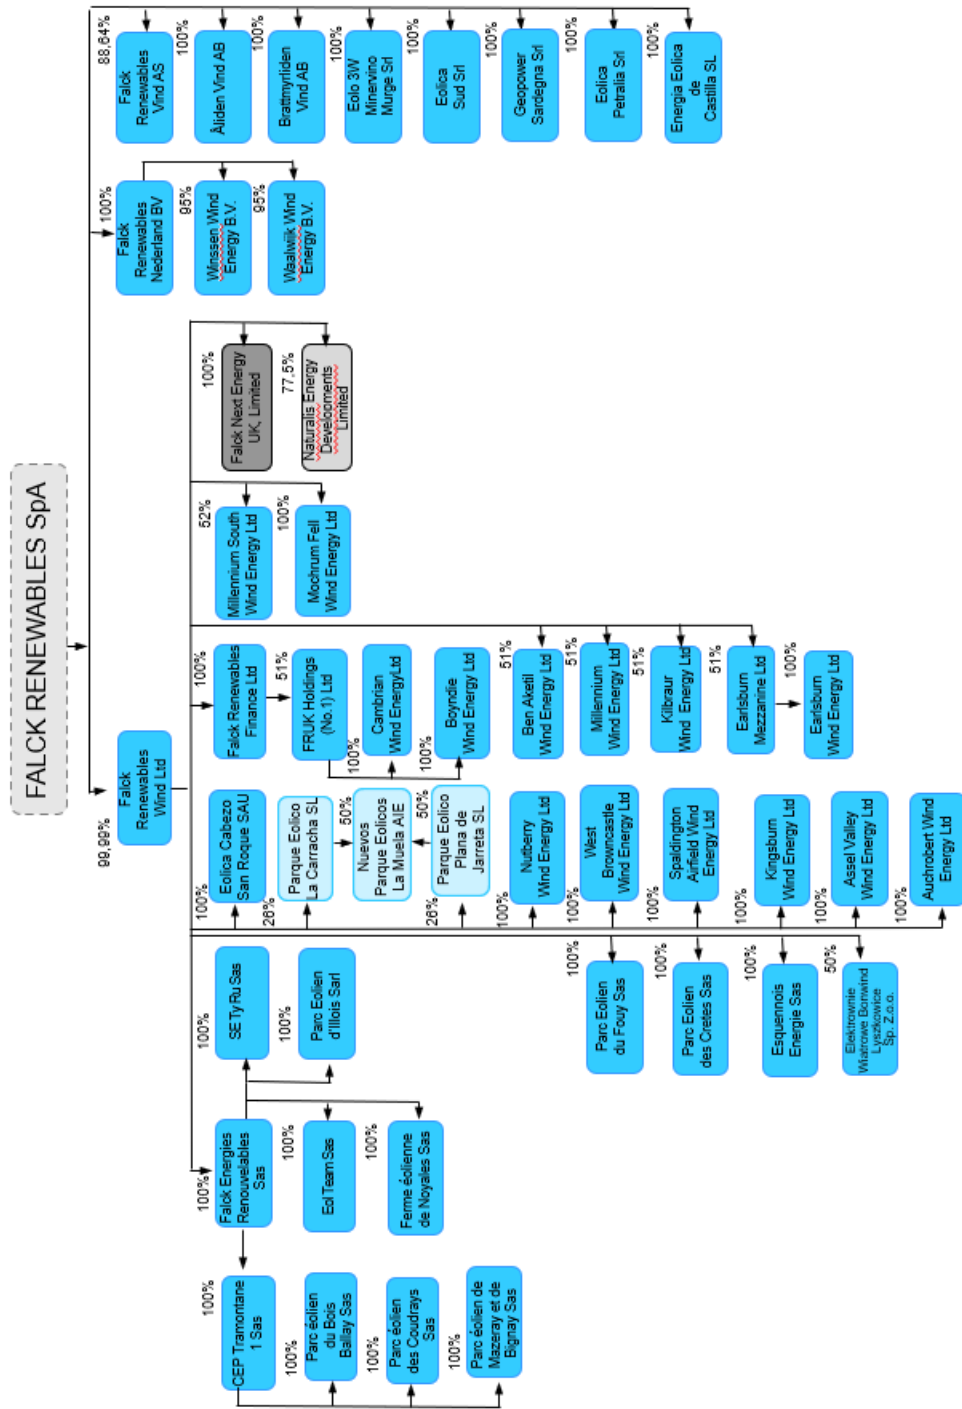 FALCK RENEWABLES SpA
99,99%
Falck
Renewables
Wind Ltd
100%
CEP Tramontane
1 Sas
100%
Parc éolien
du Bois
Ballay Sas
100%
Parc éolien
des Coudrays
Sas
100%
Parc éolien de
Mazeray et de
Bignay Sas
100%
Falck Energies
Renouvelables
Sas
100%
Eol Team Sas
100%
Ferme éolienne
de Noyales Sas
100%
SE Ty Ru Sas
100%
Parc Eolien
d'Illois Sarl
100%
Parc Eolien
du Fouy Sas
100%
Parc Eolien
des Cretes Sas
100%
Esquennois
Energie Sas
50%
Elektrownie
Wiatrowe Bonwind
Lyszkowice
Sp. Z.o.o.
100%
Eolica Cabezo
San Roque SAU
26%
Parque Eolico
La Carracha SL
50%
Nuevos
Parque Eolicos
La Muela AIE
50%
26%
Parque Eolico
Plana de
Jarreta SL
100%
Nutberry
Wind Energy Ltd
100%
West
Browncastle
Wind Energy Ltd
100%
Spaldington
Airfield Wind
Energy Ltd
100%
Kingsburn
Wind Energy Ltd
100%
Assel Valley
Wind Energy Ltd
100%
Auchrobert Wind
Energy Ltd
100%
Falck Renewables
Finance Ltd
51%
FRUK Holdings
(No.1) Ltd
100%
Cambrian
Wind EnergyLtd
100%
Boyndie
Wind Energy Ltd
51%
Ben Aketil
Wind Energy Ltd
51%
Millennium
Wind Energy Ltd
51%
Kilbraur
Wind Energy Ltd
51%
Earlsburn
Mezzanine Ltd
100%
Earlsburn
Wind Energy Ltd
52%
Millennium South
Wind Energy Ltd
100%
Mochrum Fell
Wind Energy Ltd
100%
Falck Next Energy
UK, Limited
77.5%
Naturalis Energy
Developments
Limited
100%
Falck
Renewables
Nederland BV
95%
Winssen Wind
Energy B.V.
95%
Waalwijk Wind
Energy B.V.
88,64%
Falck
Renewables
Vind AS
100%
Åliden Vind AB
100%
Brattmyrliden
Vind AB
100%
Eolo 3W
Minervino
Murge Srl
100%
Eolica
Sud Srl
100%
Geopower
Sardegna Srl
100%
Eolica
Petralia Srl
100%
Energia Eolica
de
Castilla SL